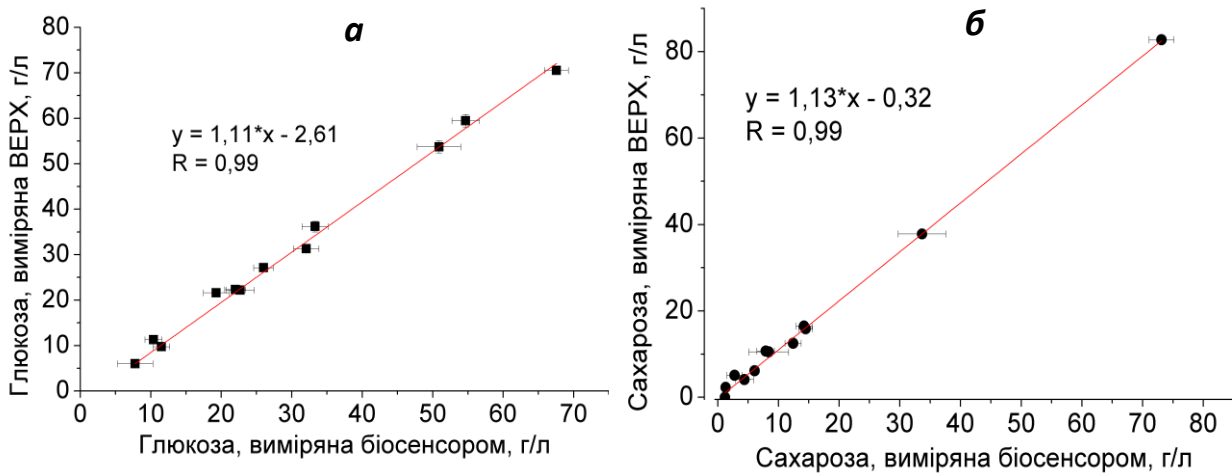 а
Глюкоза, виміряна ВЕРХ, г/л
80
70
60
50
40
30
20
10
0
y = 1,11*x - 2,61
R = 0,99
0 10 20 30 40 50 60 70
Глюкоза, виміряна біосенсором, г/л
б
Сахароза, виміряна ВЕРХ, г/л
80
60
40
20
0
y = 1,13*x - 0,32
R = 0,99
0 10 20 30 40 50 60 70 80
Сахароза, виміряна біосенсором, г/л